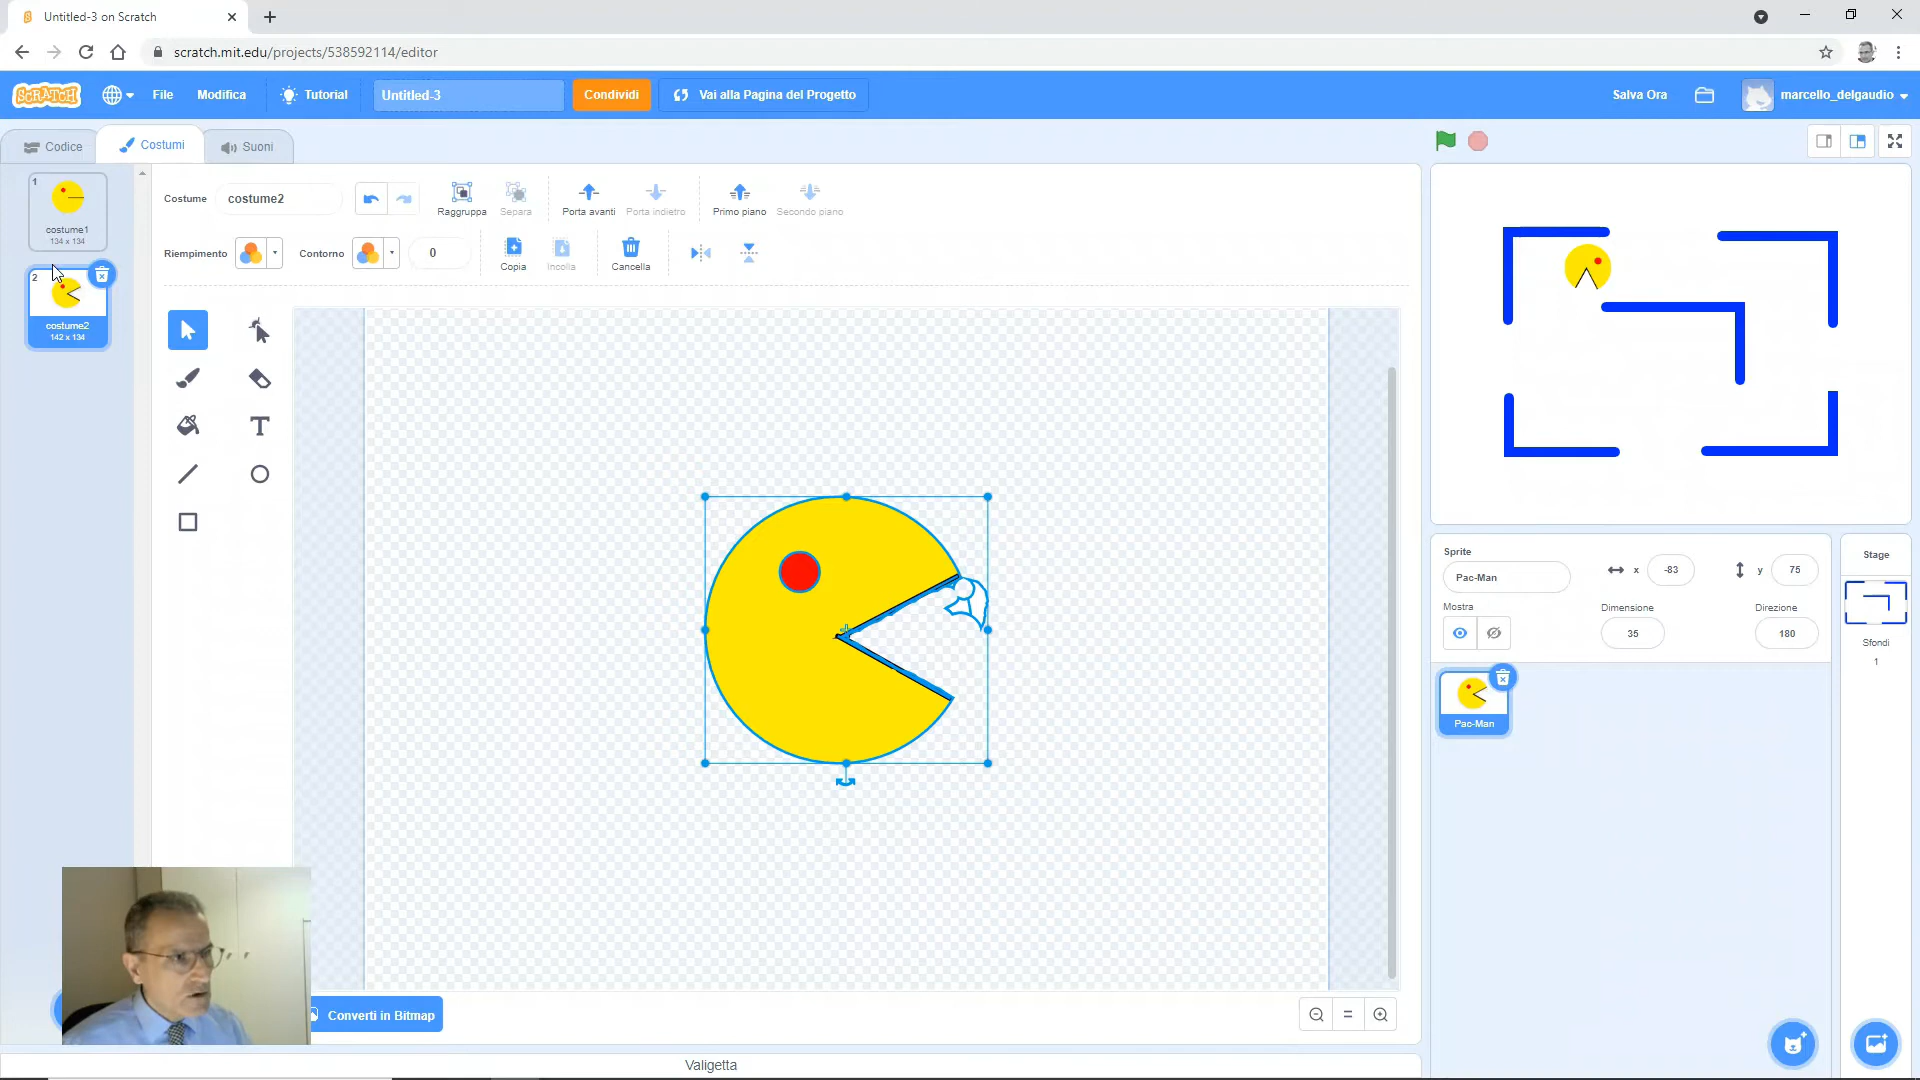 Untitled-3 on Scratch
scratch.mit.edu/projects/538592114/editor
SCRATCH
File
Modifica
Tutorial
Untitled-3
Condividi
Vai alla Pagina del Progetto
Salva Ora
marcello_delgaudio
Codice
Costumi
Suoni
1
costume1
134 x 134
2
costume2
142 x 134
Costume
costume2
Raggruppa
Separa
Porta avanti
Porta indietro
Primo piano
Secondo piano
Riempimento
Contorno
0
Copia
Incolla
Cancella
Converti in Bitmap
Valigetta
Sprite
Pac-Man
x
-83
y
75
Mostra
Dimensione
35
Direzione
180
Pac-Man
Stage
Sfondi
1